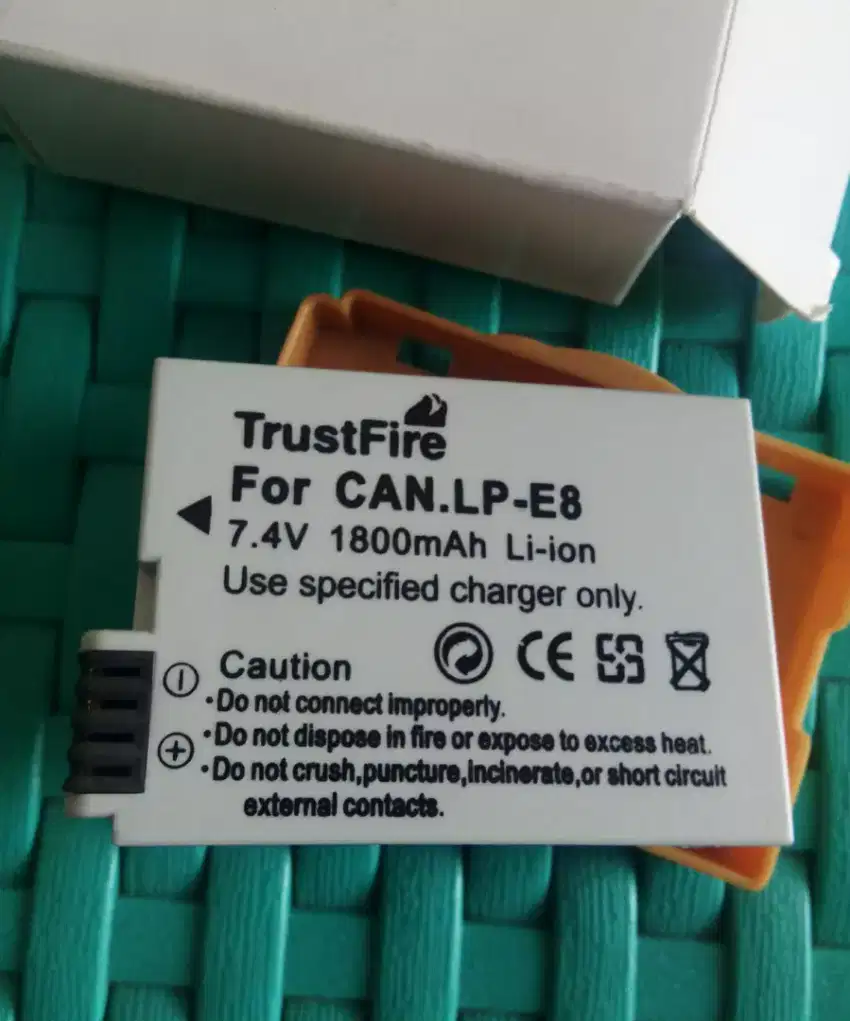 TrustFire
For CAN.LP-E8
7.4V 1800mAh Li-ion
Use specified charger only.
CE
Caution
·Do not connect improperly.
·Do not dispose in fire or expose to excess heat.
·Do not crush,puncture,incinerate,or short circuit
external contacts.